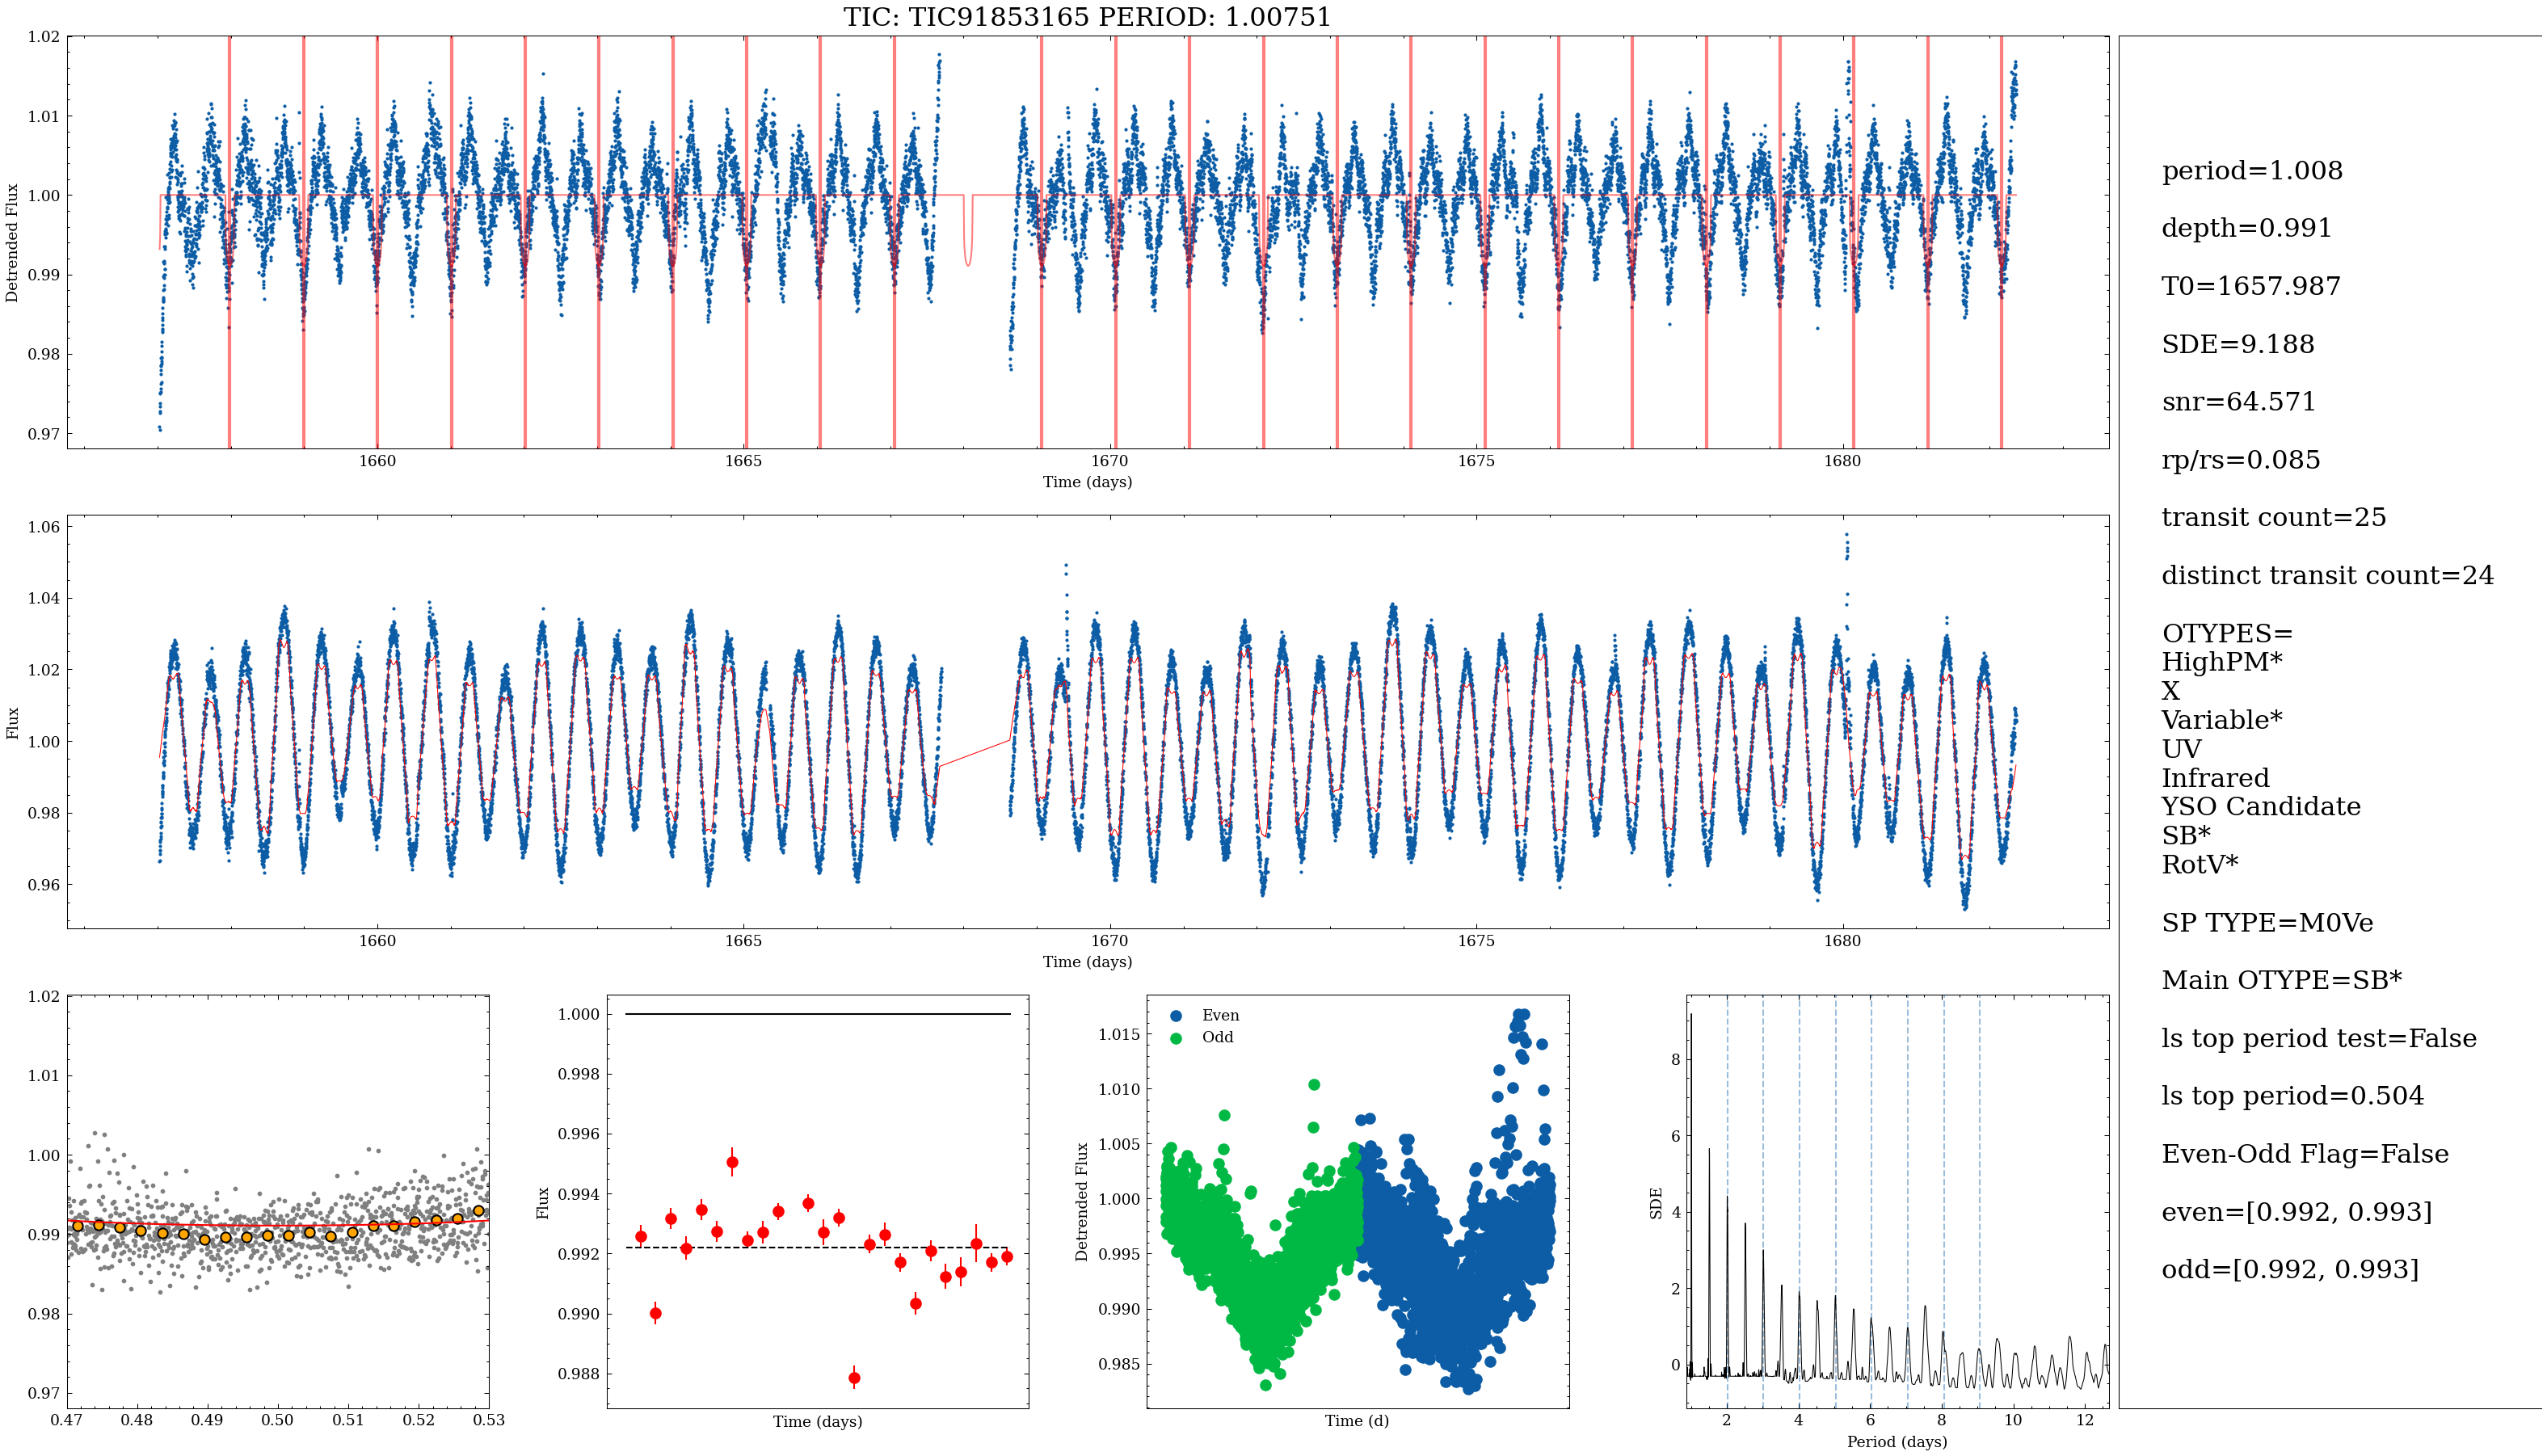 TIC: TIC91853165 PERIOD: 1.00751
1.02
1.01
1.00
0.99
0.98
0.97
Detrended Flux
1660
1665
1670
1675
1680
Time (days)
1.06
1.04
1.02
1.00
0.98
0.96
Flux
1660
1665
1670
1675
1680
Time (days)
1.02
1.01
1.00
0.99
0.98
0.97
0.47
0.48
0.49
0.50
0.51
0.52
0.53
1.000
0.998
0.996
0.994
0.992
0.990
0.988
Flux
Time (days)
Even
Odd
1.015
1.010
1.005
1.000
0.995
0.990
0.985
Detrended Flux
Time (d)
8
6
4
2
0
SDE
2
4
6
8
10
12
Period (days)
period=1.008
depth=0.991
T0=1657.987
SDE=9.188
snr=64.571
rp/rs=0.085
transit count=25
distinct transit count=24
OTYPES=
HighPM*
X
Variable*
UV
Infrared
YSO Candidate
SB*
RotV*
SP TYPE=M0Ve
Main OTYPE=SB*
ls top period test=False
ls top period=0.504
Even-Odd Flag=False
even=[0.992, 0.993]
odd=[0.992, 0.993]